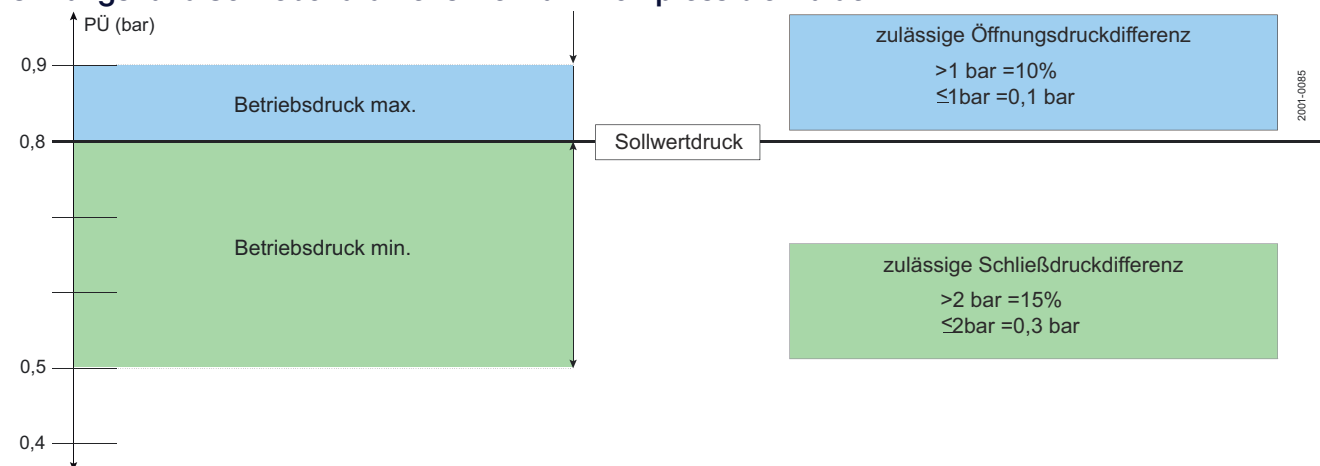 PÜ (bar)
0,9
Betriebsdruck max.
0,8
Sollwertdruck
Betriebsdruck min.
0,5
0,4
zulässige Öffnungsdruckdifferenz
>1 bar =10%
≤1bar =0,1 bar
2001-0085
zulässige Schließdruckdifferenz
>2 bar =15%
≤2bar =0,3 bar